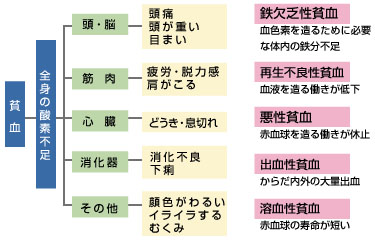 貧血
全身の酸素不足
頭・脳
頭痛
頭が重い
目まい
筋肉
疲労・脱力感
肩がこる
心臓
どうき・息切れ
消化器
消化不良
下痢
その他
顔色がわるい
イライラする
むくみ
鉄欠乏性貧血
血色素を造るために必要
な体内の鉄分不足
再生不良性貧血
血液を造る働きが低下
悪性貧血
赤血球を造る働きが休止
出血性貧血
からだ内外の大量出血
溶血性貧血
赤血球の寿命が短い